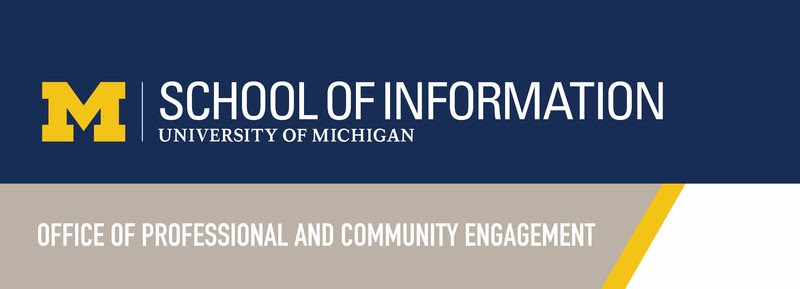 M
SCHOOL OF INFORMATION
UNIVERSITY OF MICHIGAN
OFFICE OF PROFESSIONAL AND COMMUNITY ENGAGEMENT